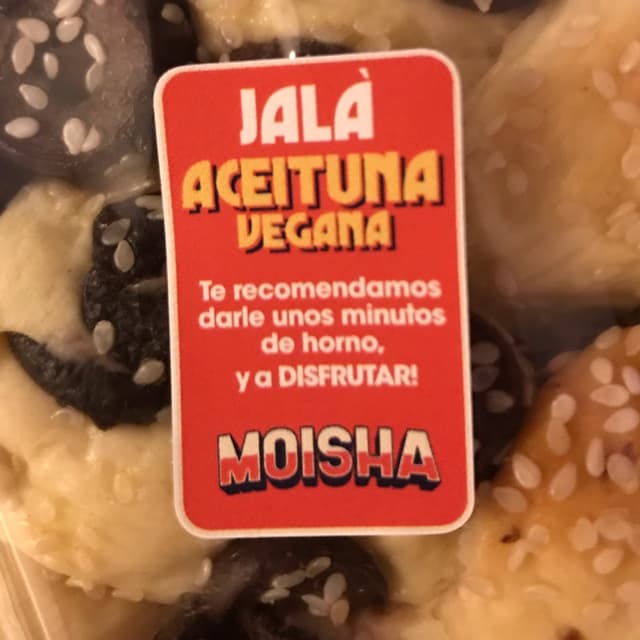 JALÀ
ACEITUNA
VEGANA
Te recomendamos
darle unos minutos
de horno,
y a DISFRUTAR!
MOISHA